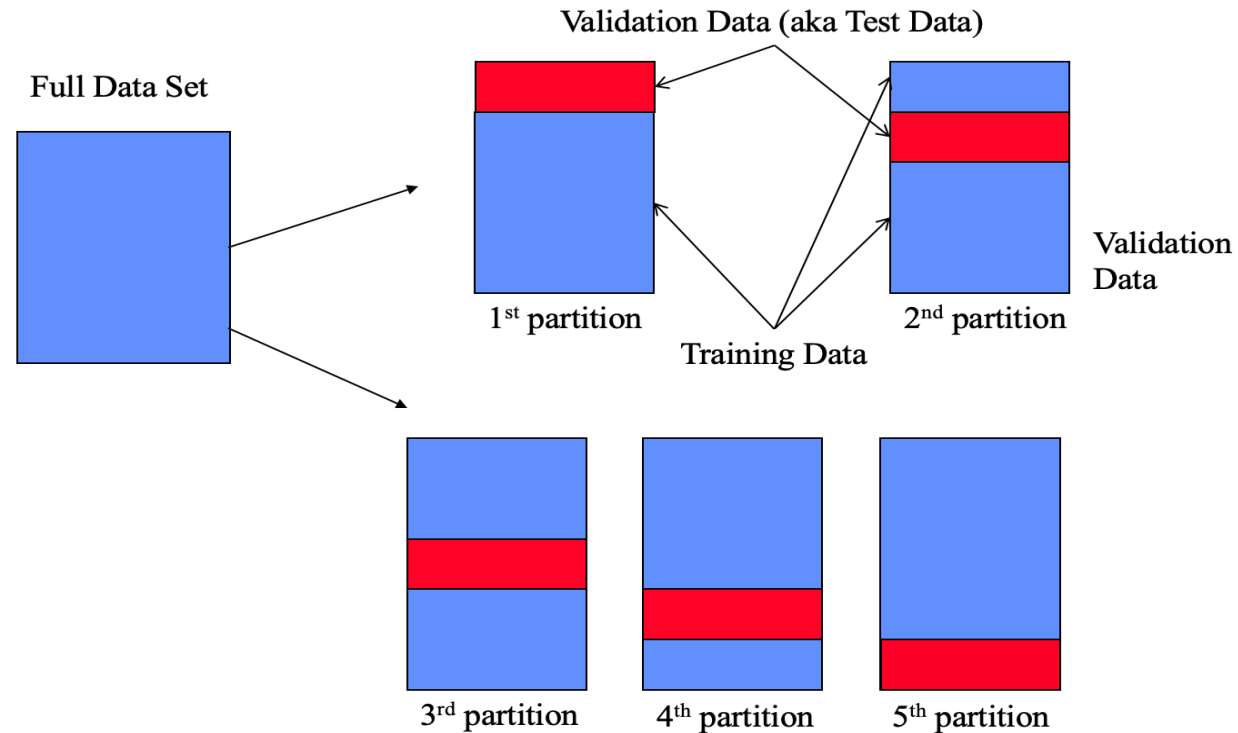 Validation Data (aka Test Data)
Full Data Set
Validation
Data
1st partition
2nd partition
Training Data
3rd partition
4th partition
5th partition